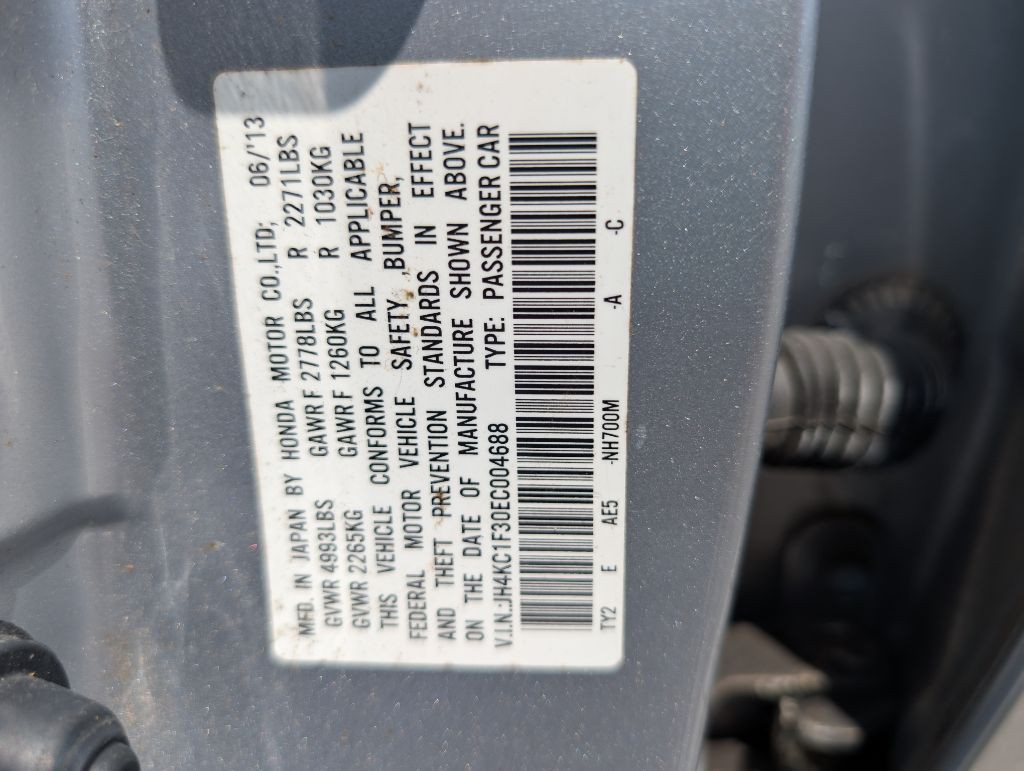 MFD. IN JAPAN BY HONDA MOTOR CO.,LTD; 06/'13
GVWR 4993LBS GAWR F 2778LBS R 2271LBS
GVWR 2265KG GAWR F 1260KG R 1030KG
THIS VEHICLE CONFORMS TO ALL APPLICABLE
FEDERAL MOTOR VEHICLE SAFETY ,BUMPER,
AND THEFT PREVENTION STANDARDS IN EFFECT
ON THE DATE OF MANUFACTURE SHOWN ABOVE.
V.I.N.:JH4KC1F30EC004688 TYPE: PASSENGER CAR
TY2 E AE5 -NH700M -A -C